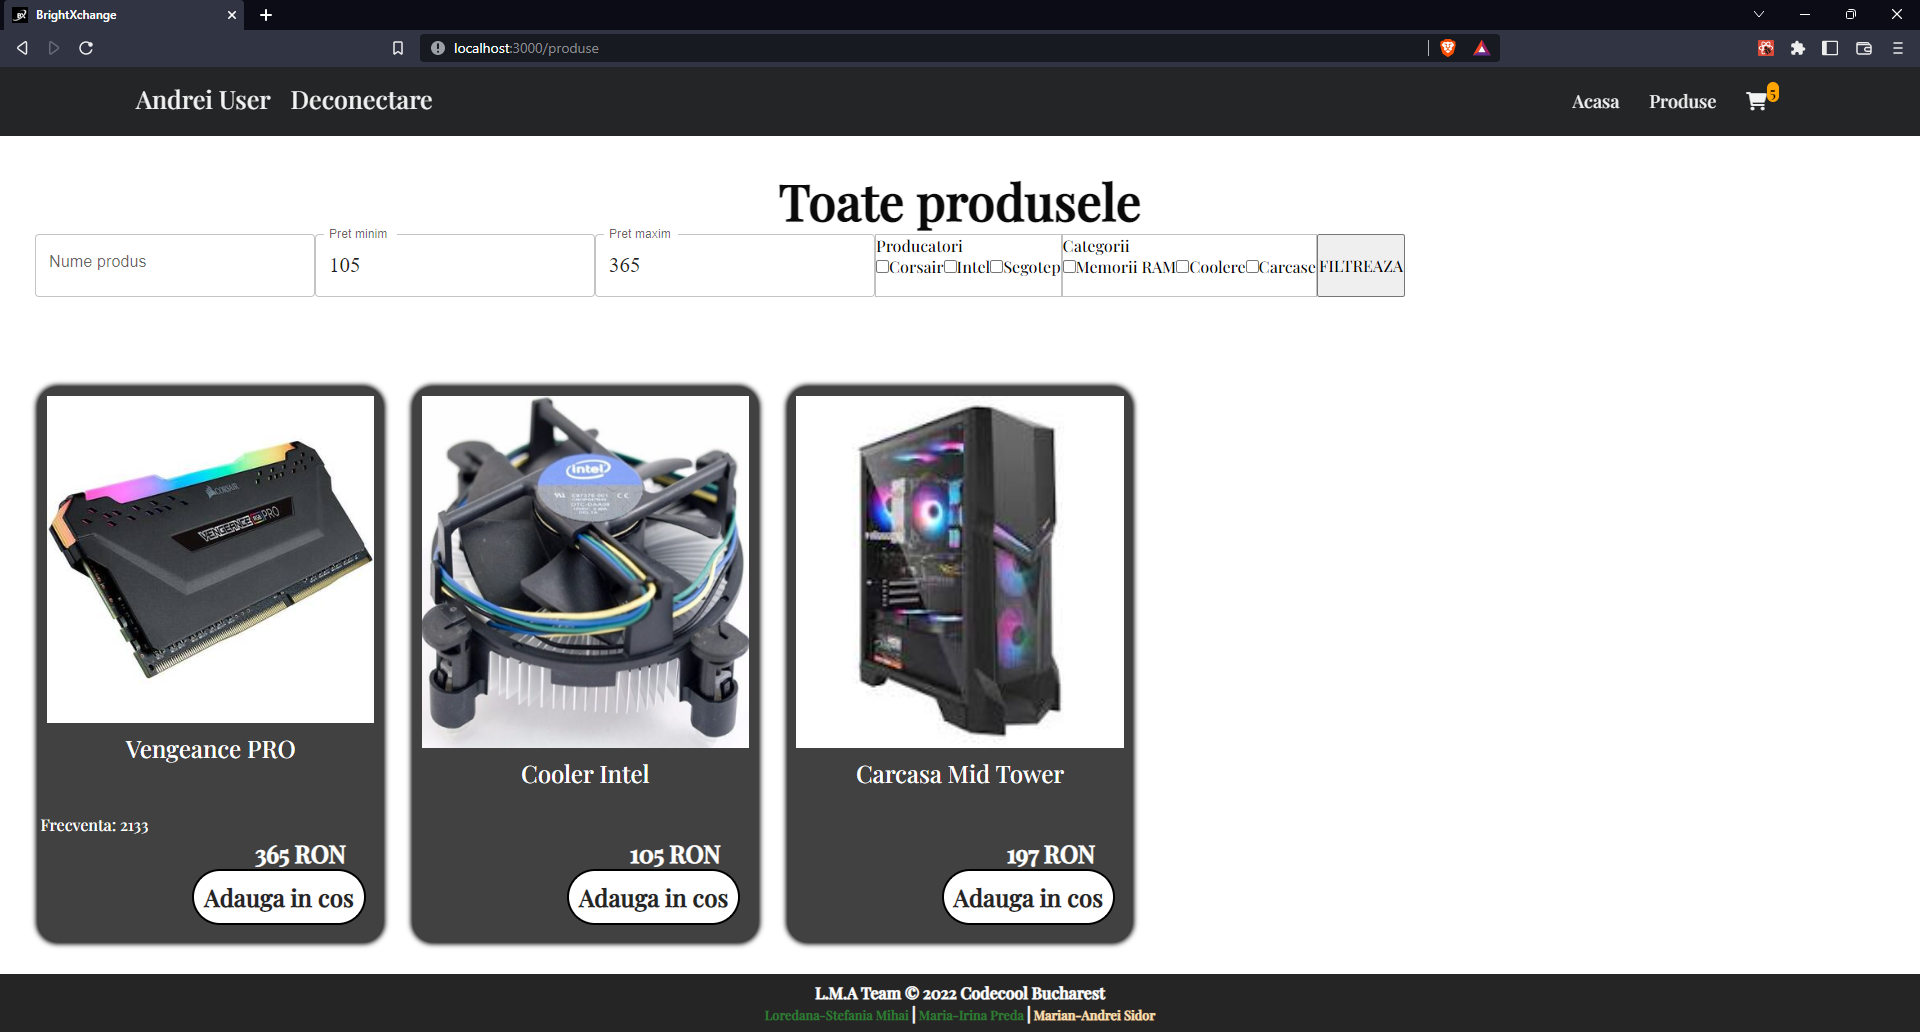 BrightXchange
localhost:3000/produse
Andrei User Deconectare
Acasa Produse 5
Toate produsele
Nume produs
Pret minim
105
Pret maxim
365
Producatori
Corsair Intel Segotep
Categorii
Memorii RAM Coolere Carcase
FILTREAZA
CORSAIR
VENGEANCE RGB PRO
intel
Vengeance PRO
Frecventa: 2133
365 RON
Adauga in cos
Cooler Intel
105 RON
Adauga in cos
Carcasa Mid Tower
197 RON
Adauga in cos
L.M.A Team © 2022 Codecool Bucharest
Loredana-Stefania Mihai | Maria-Irina Preda | Marian-Andrei Sidor